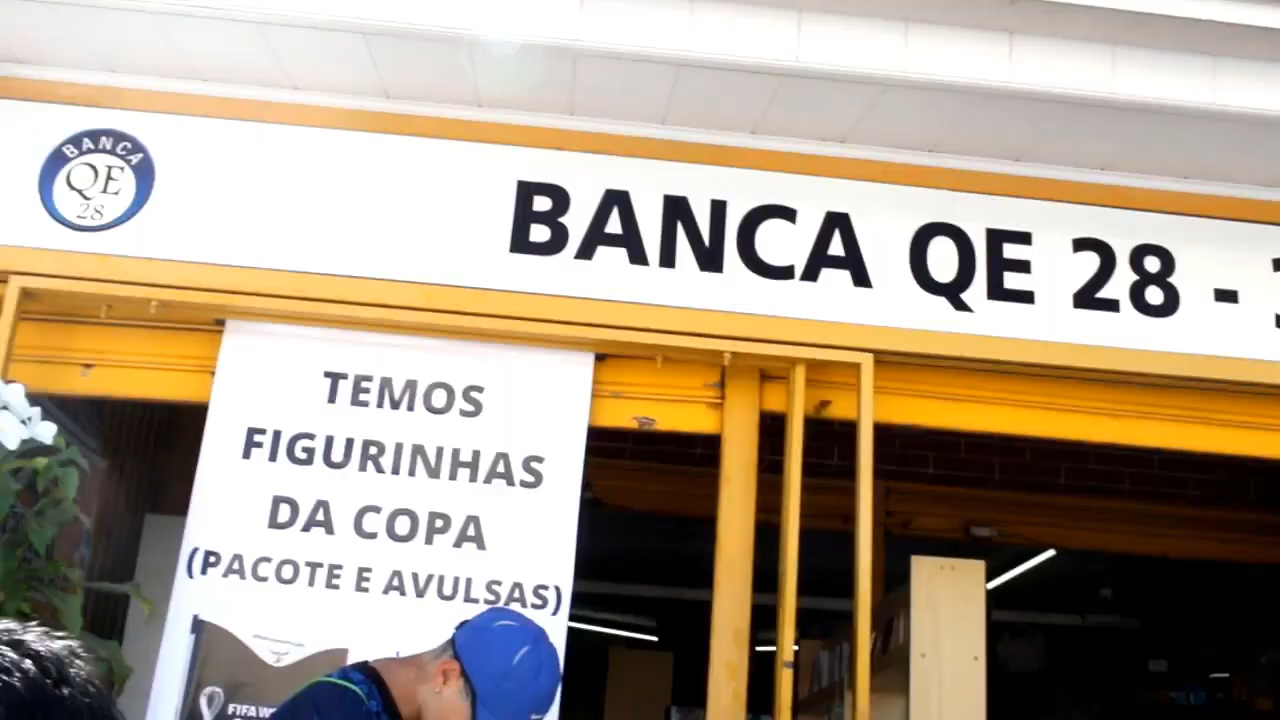 BANCA
QE
28
BANCA QE 28 -
TEMOS
FIGURINHAS
DA COPA
(PACOTE E AVULSAS)